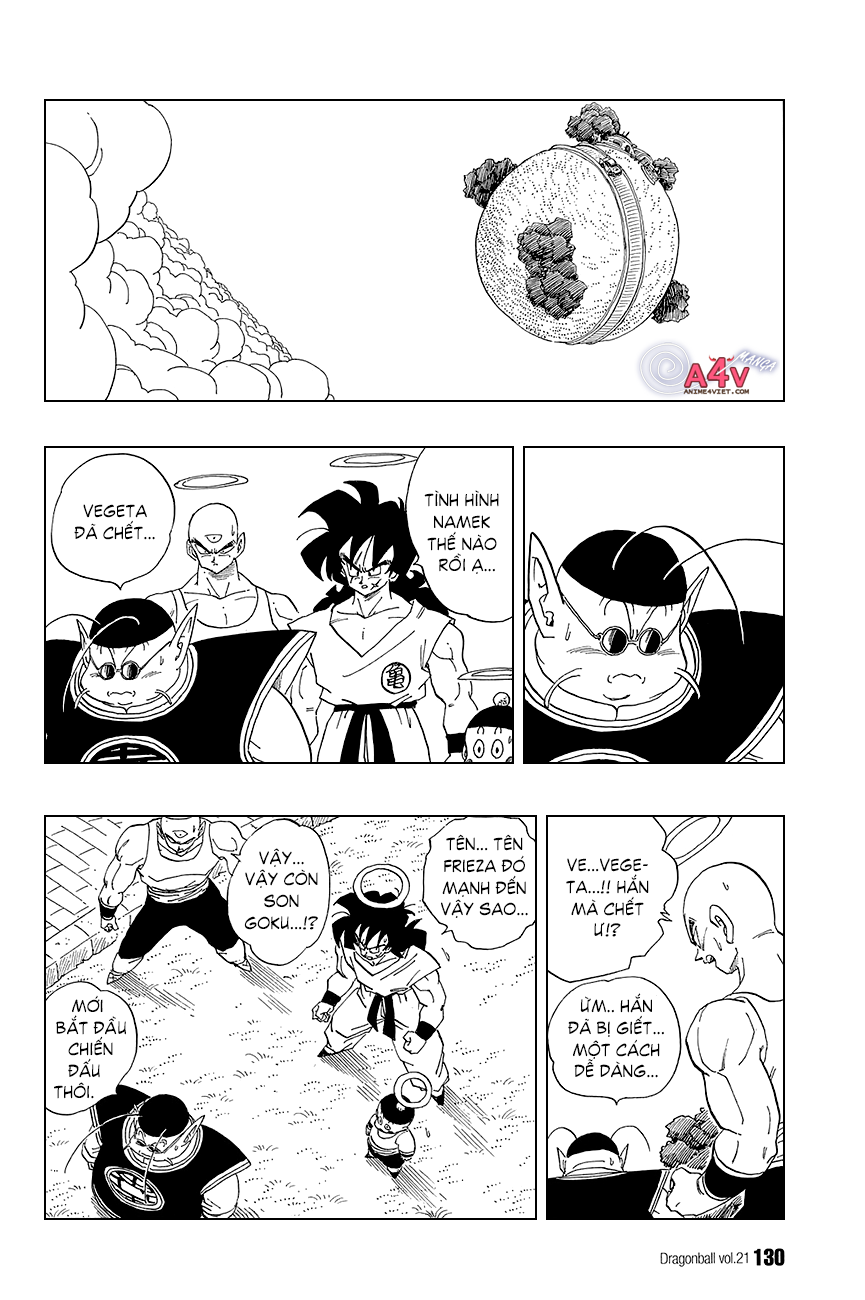 MANGA
A4V
ANIME4VIET.COM
TÌNH HÌNH
NAMEK
THẾ NÀO
RỒI Ạ...
VEGETA
ĐÃ CHẾT...
亀
VE...VEGE-
TA...!! HẮN
MÀ CHẾT
Ư!?
ỪM.. HẮN
ĐÃ BỊ GIẾT...
MỘT CÁCH
DỄ DÀNG...
TÊN... TÊN
FRIEZA ĐÓ
MẠNH ĐẾN
VẬY SAO...
VẬY...
VẬY CÒN
SON
GOKU...!?
MỚI
BẮT ĐẦU
CHIẾN
ĐẤU
THÔI.
Dragonball vol.21 130